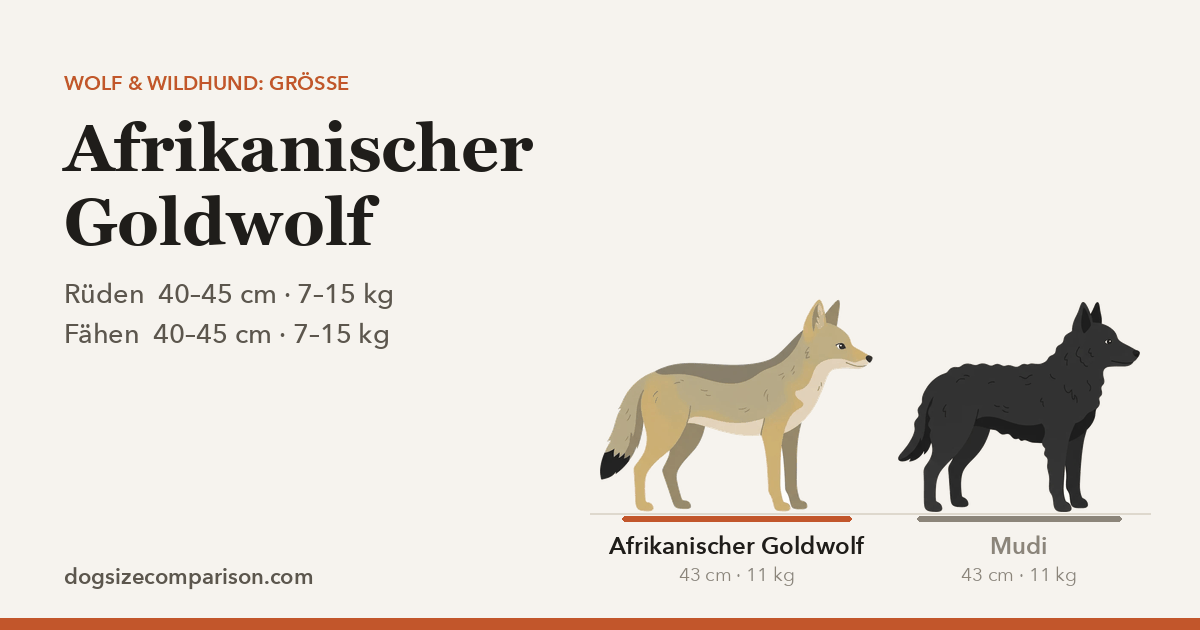 WOLF & WILDHUND: GRÖSSE
Afrikanischer
Goldwolf
Rüden 40–45 cm · 7–15 kg
Fähen 40–45 cm · 7–15 kg
Afrikanischer Goldwolf
43 cm · 11 kg
Mudi
43 cm · 11 kg
dogsizecomparison.com